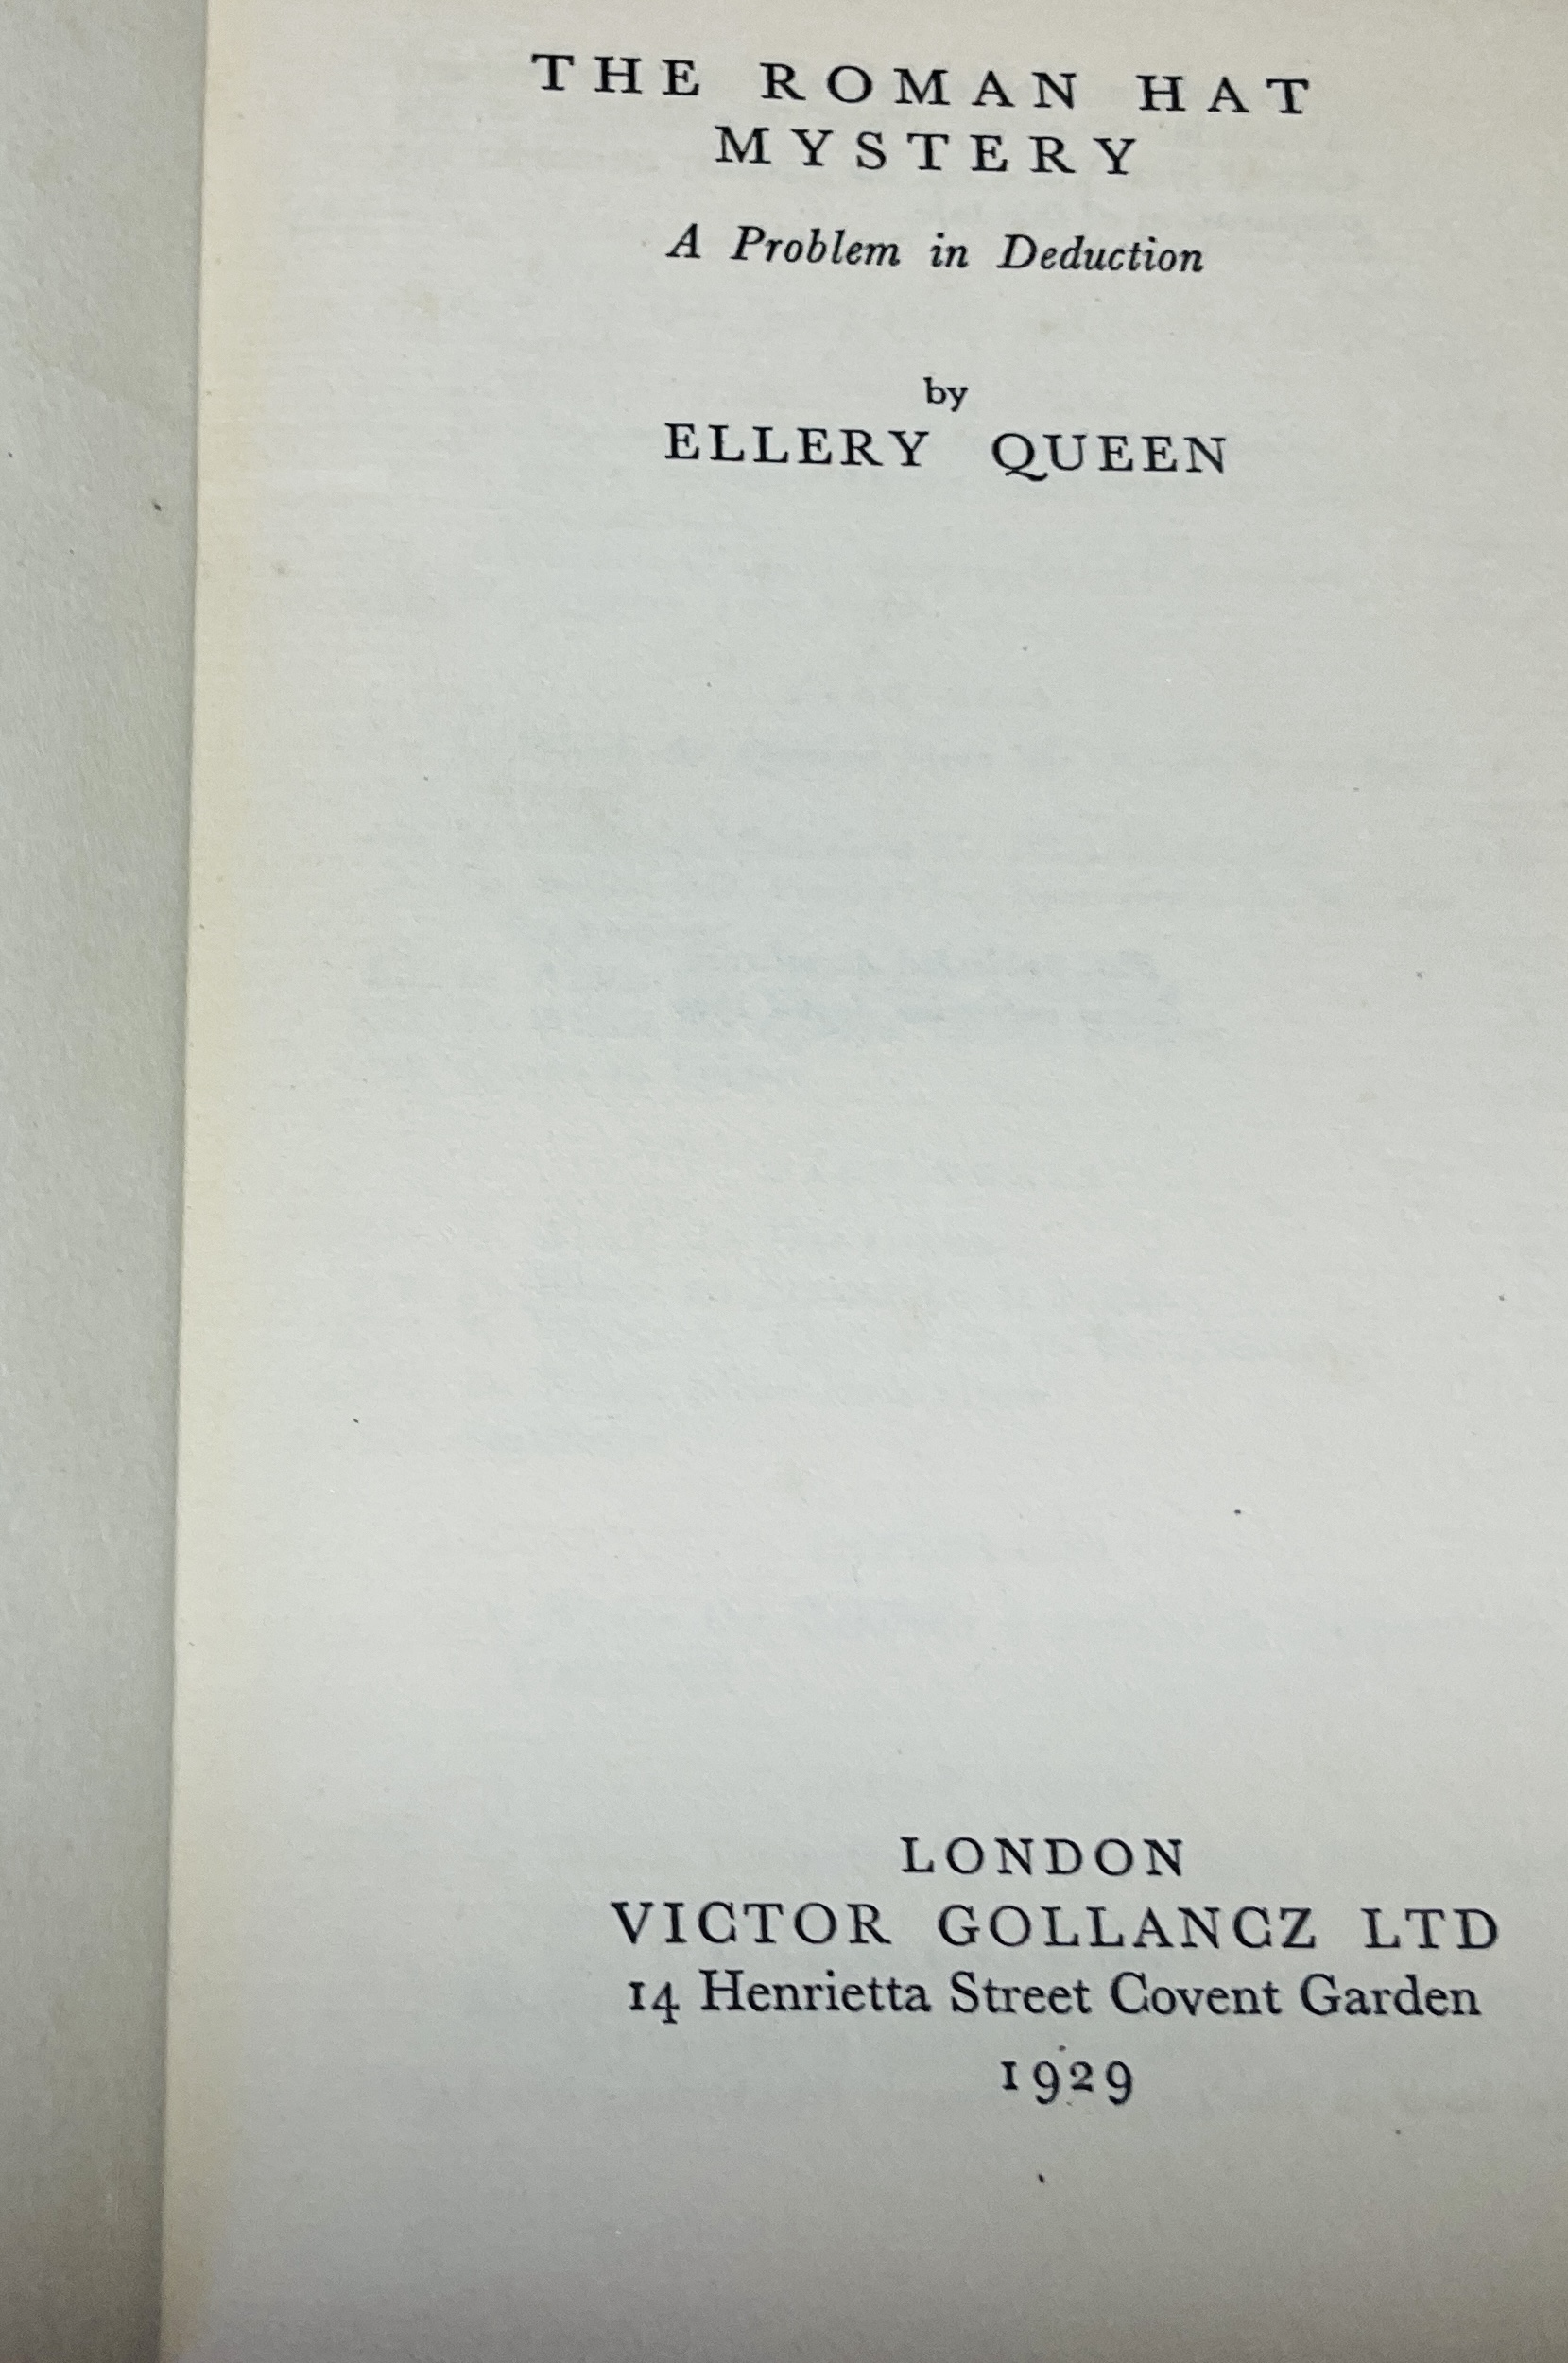 THE ROMAN HAT
MYSTERY
A Problem in Deduction
by
ELLERY QUEEN
LONDON
VICTOR GOLLANCZ LTD
14 Henrietta Street Covent Garden
1929